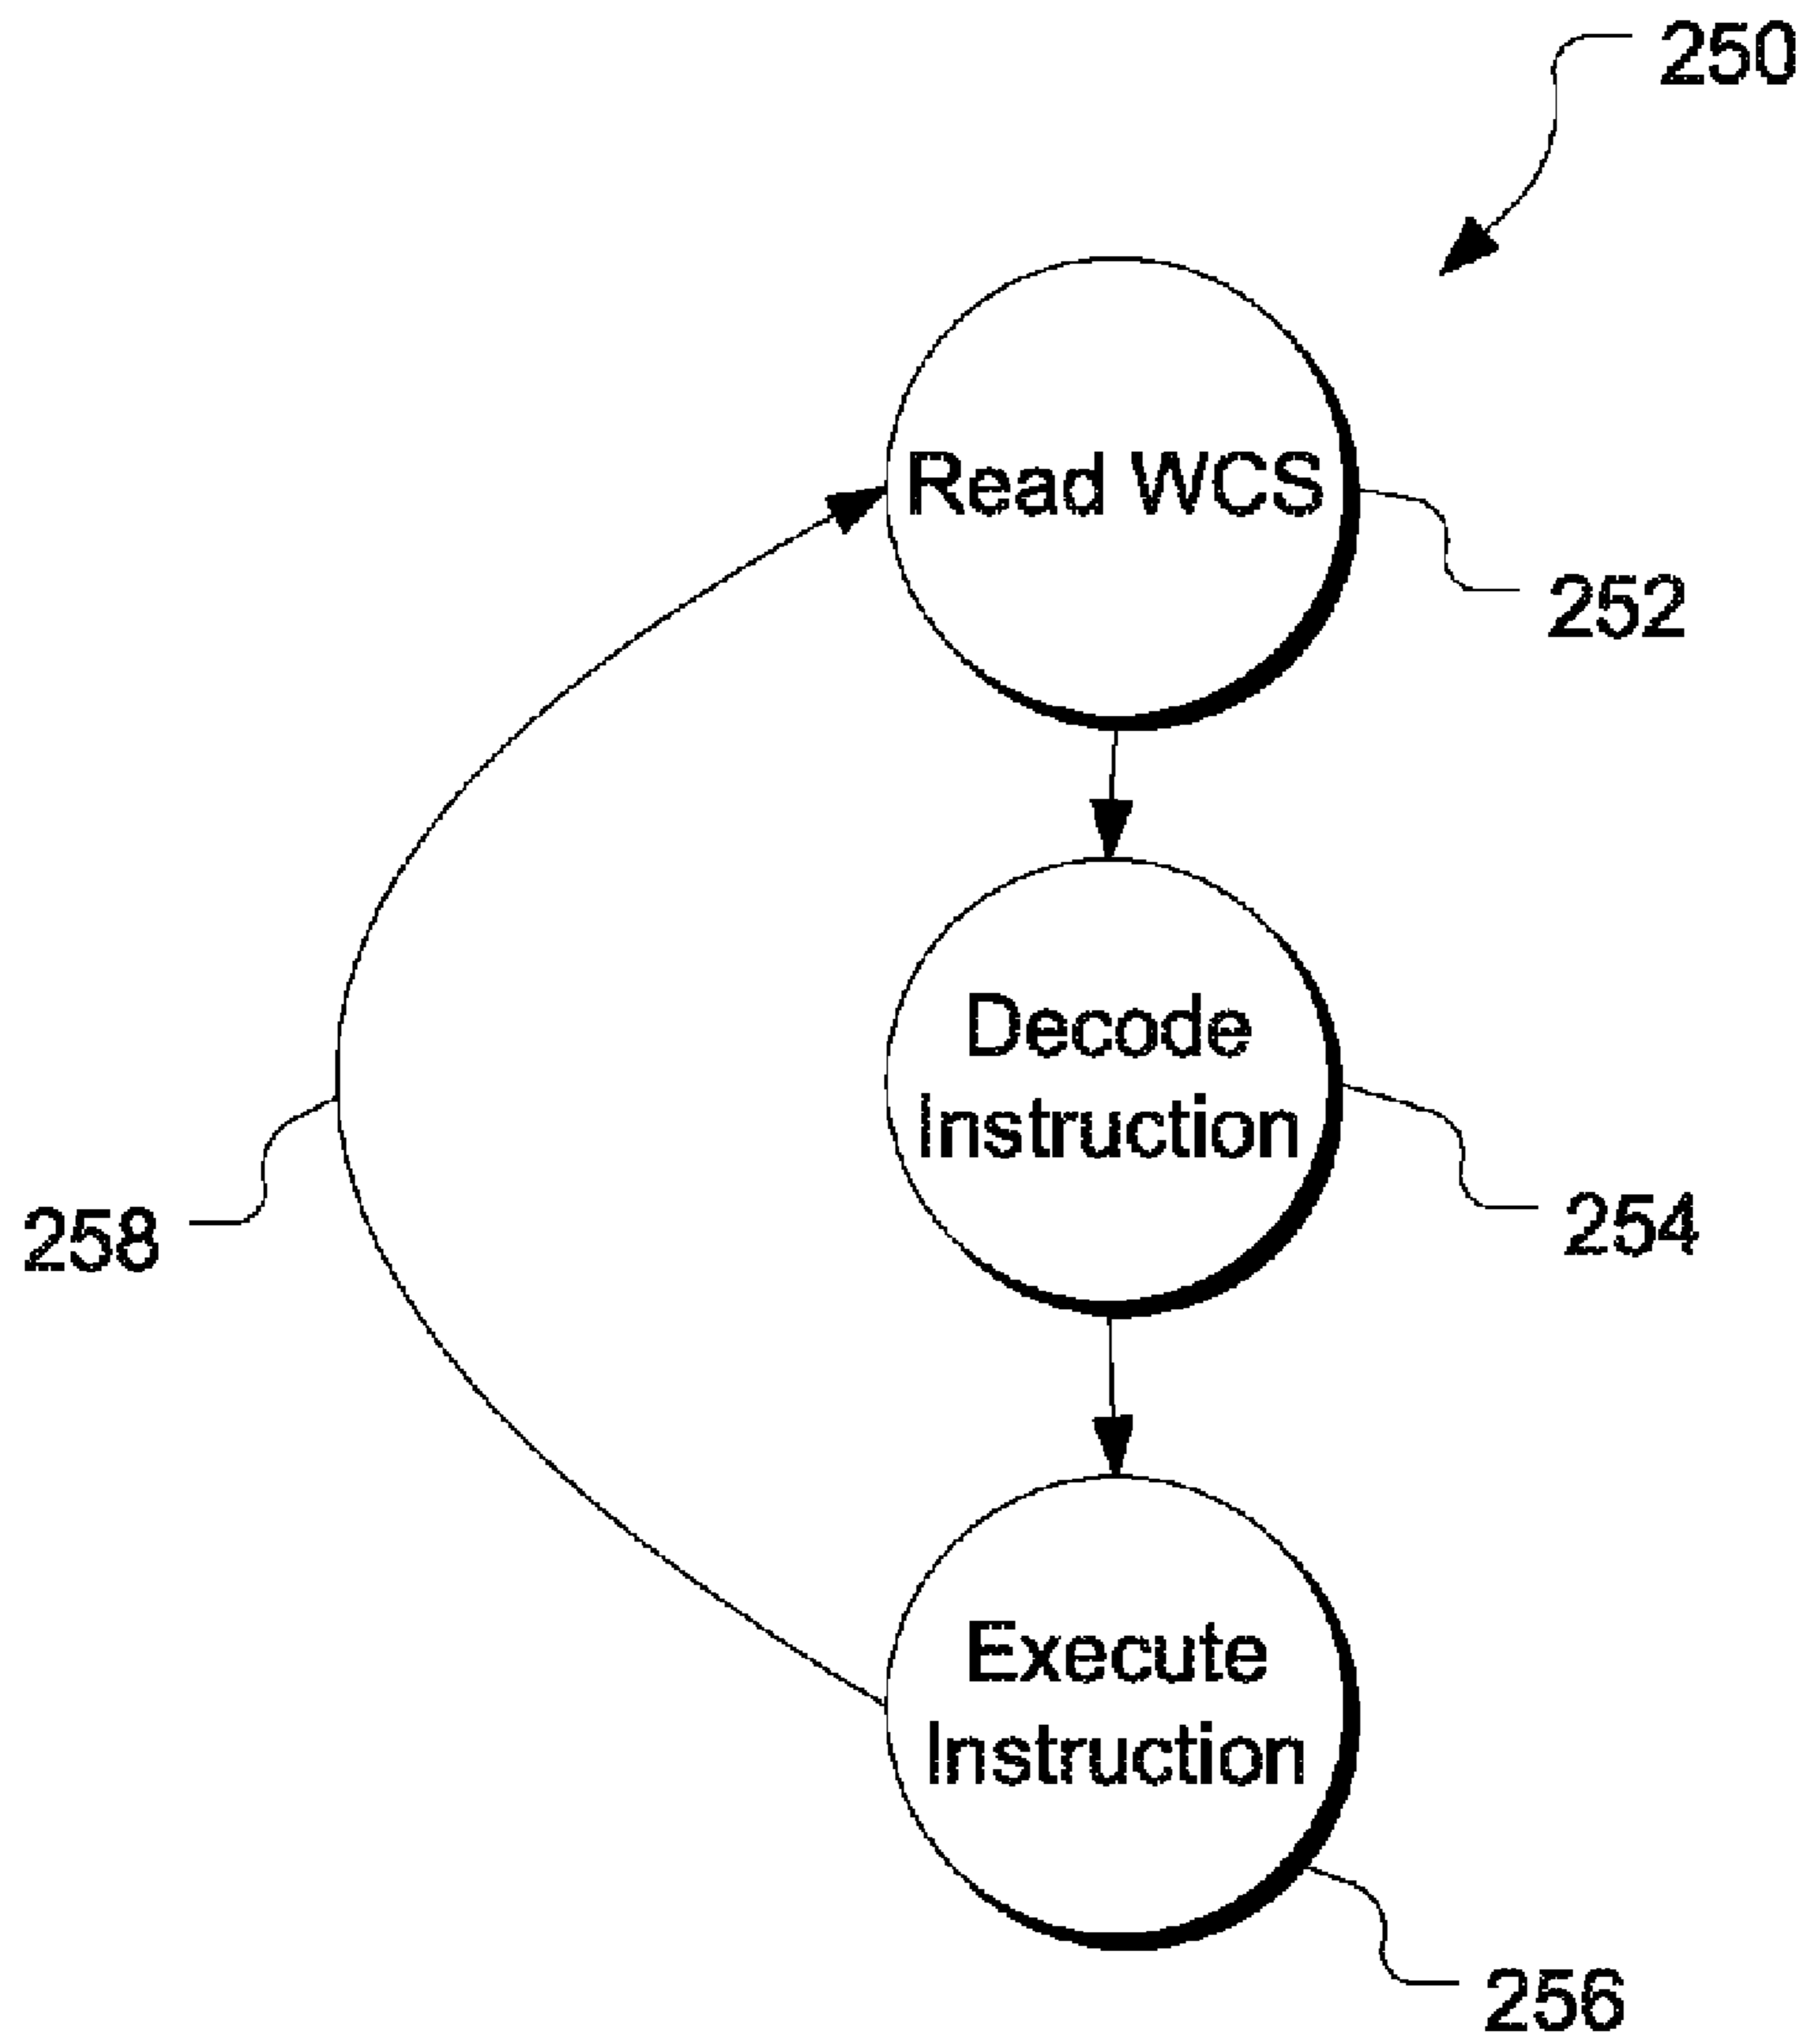 250
Read WCS
252
Decode
Instruction
254
258
Execute
Instruction
256